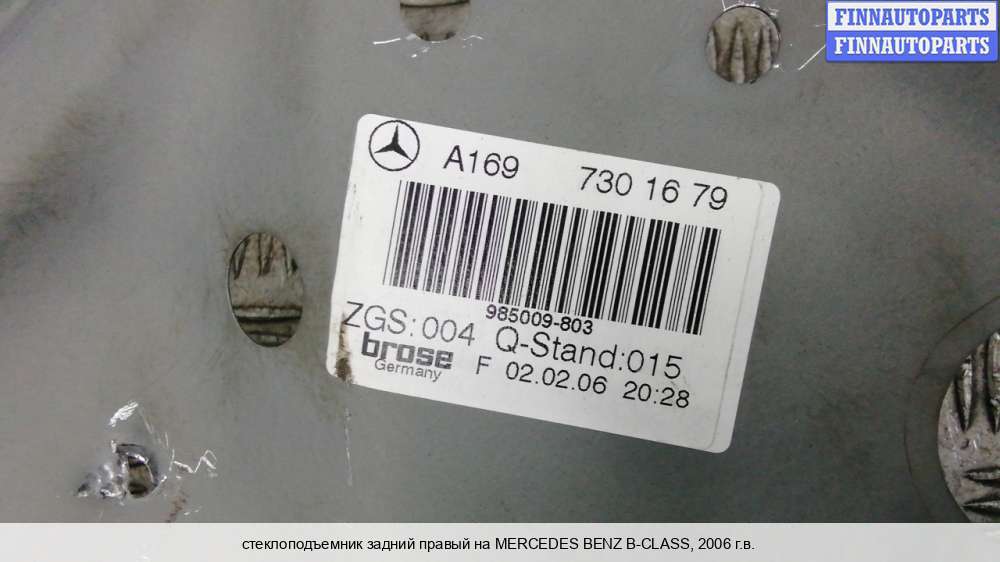 FINNAUTOPARTS
FINNAUTOPARTS
A169 730 16 79
985009-803
ZGS:004 Q-Stand:015
brose
Germany F 02.02.06 20:28
стеклоподъемник задний правый на MERCEDES BENZ B-CLASS, 2006 г.в.